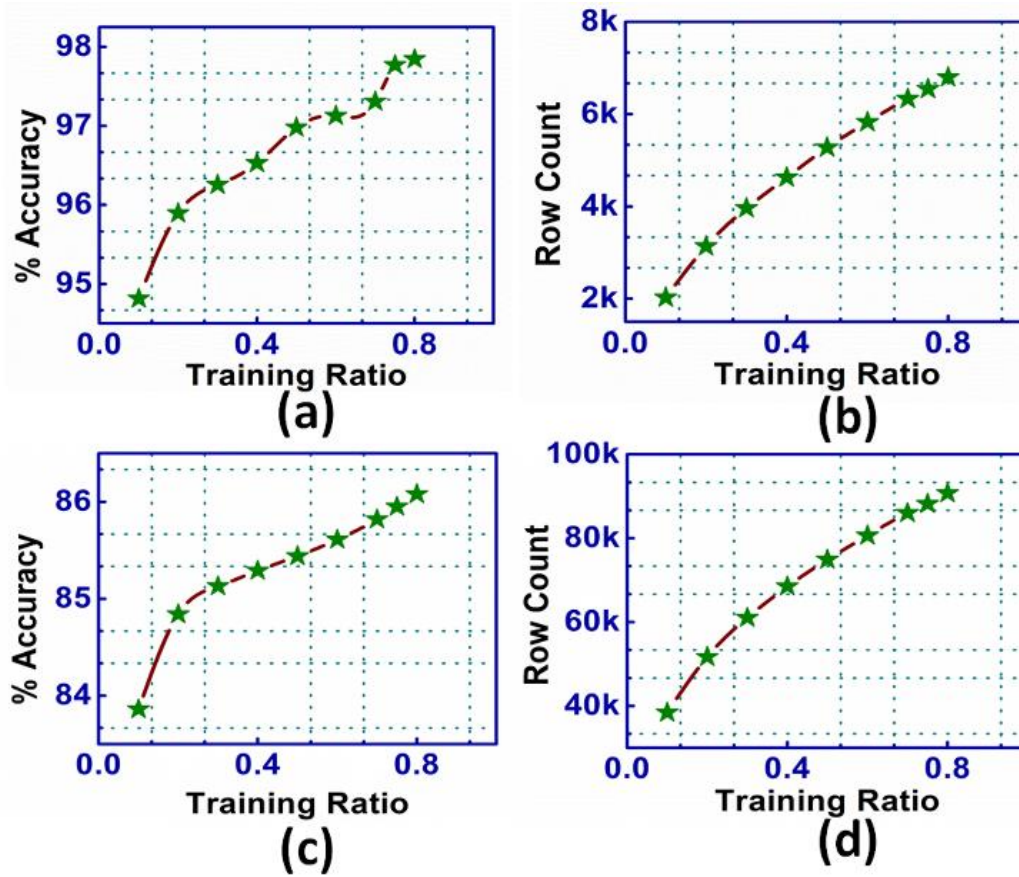 98
97
96
95
% Accuracy
0.0 0.4 0.8
Training Ratio
(a)
8k
6k
4k
2k
Row Count
0.0 0.4 0.8
Training Ratio
(b)
86
85
84
% Accuracy
0.0 0.4 0.8
Training Ratio
(c)
100k
80k
60k
40k
Row Count
0.0 0.4 0.8
Training Ratio
(d)